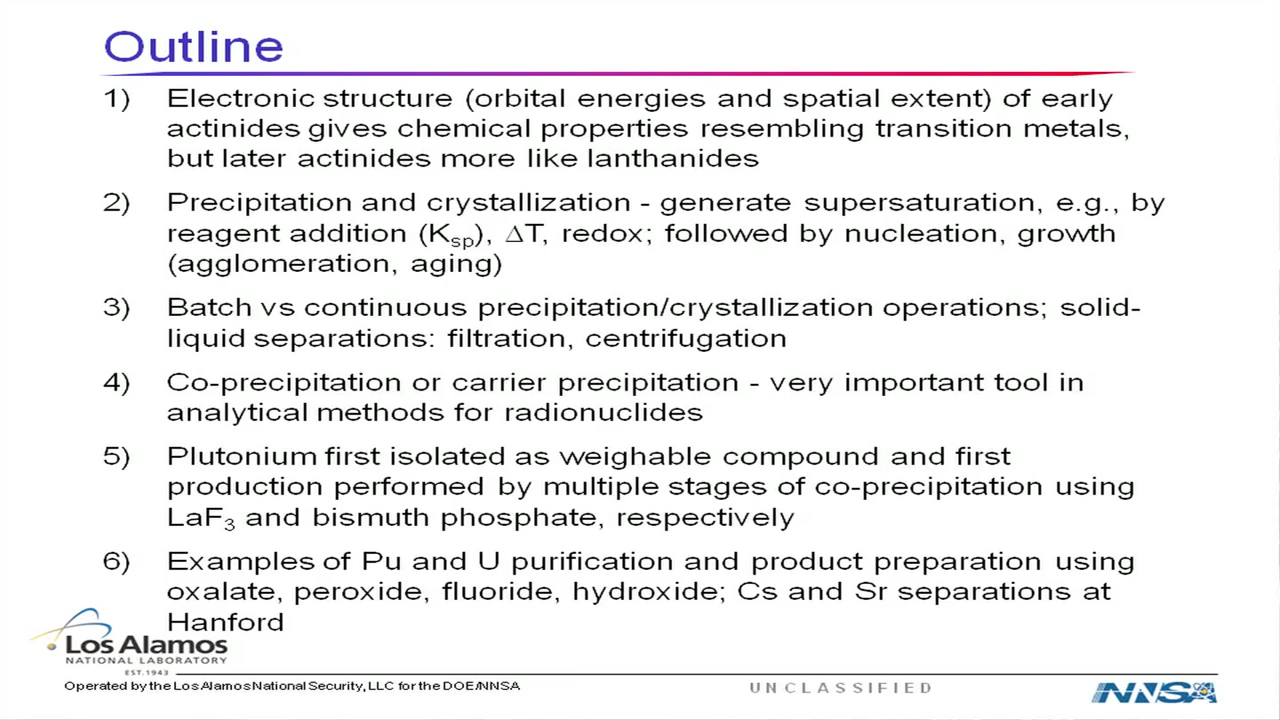 Outline
1) Electronic structure (orbital energies and spatial extent) of early
actinides gives chemical properties resembling transition metals,
but later actinides more like lanthanides
2) Precipitation and crystallization - generate supersaturation, e.g., by
reagent addition (Ksp), ΔT, redox; followed by nucleation, growth
(agglomeration, aging)
3) Batch vs continuous precipitation/crystallization operations; solid-
liquid separations: filtration, centrifugation
4) Co-precipitation or carrier precipitation - very important tool in
analytical methods for radionuclides
5) Plutonium first isolated as weighable compound and first
production performed by multiple stages of co-precipitation using
LaF3 and bismuth phosphate, respectively
6) Examples of Pu and U purification and product preparation using
oxalate, peroxide, fluoride, hydroxide; Cs and Sr separations at
Hanford
Los Alamos
NATIONAL LABORATORY
EST.1943
Operated by the Los Alamos National Security, LLC for the DOE/NNSA
UNCLASSIFIED
NNSA